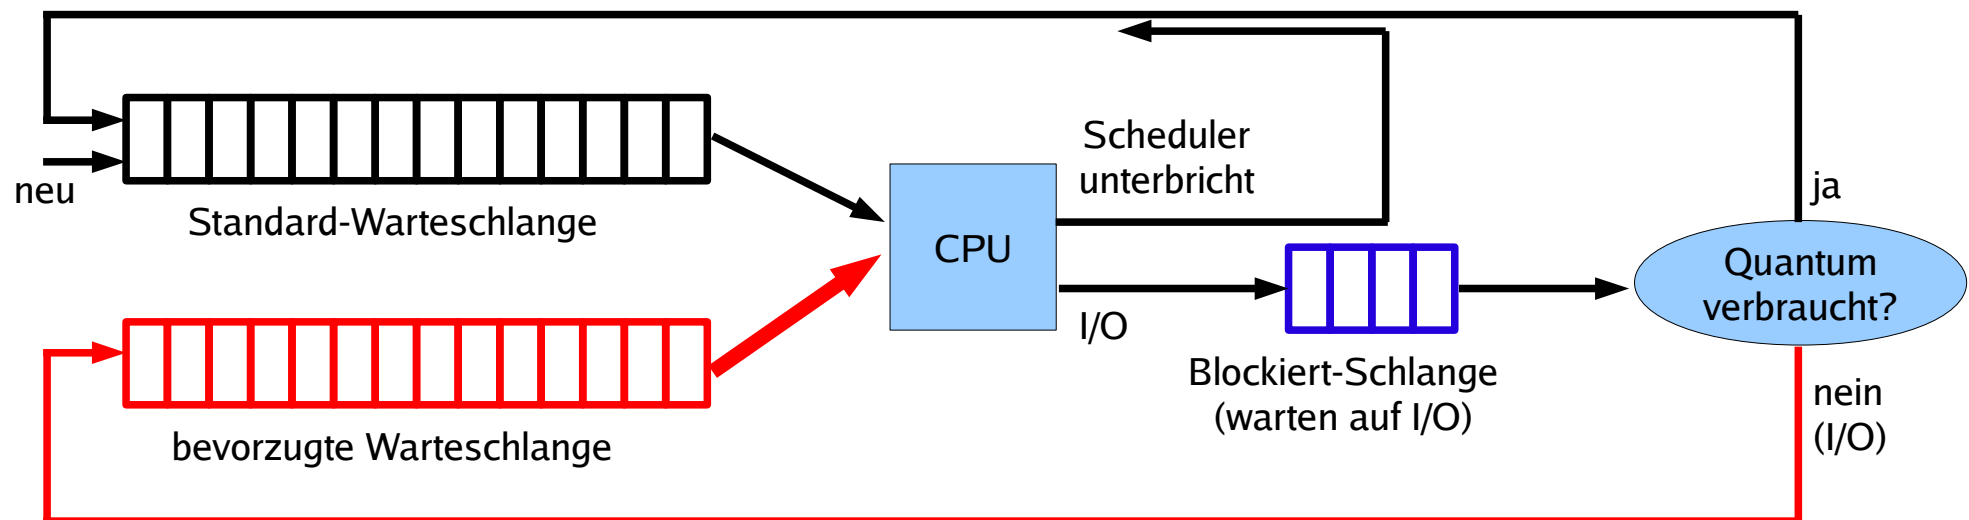 neu
Standard-Warteschlange
bevorzugte Warteschlange
CPU
Scheduler
unterbricht
I/O
Blockiert-Schlange
(warten auf I/O)
ja
Quantum
verbraucht?
nein
(I/O)